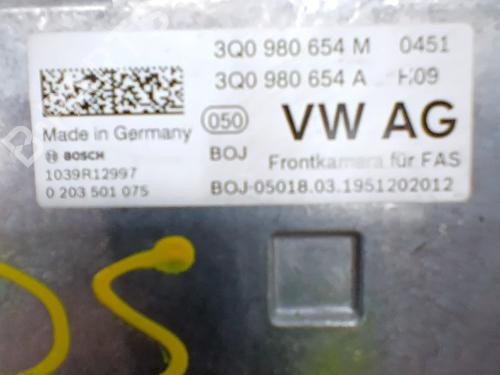 3Q0 980 654 M 0451
3Q0 980 654 A H09
050 VW AG
Made in Germany
BOSCH BOJ Frontkamera für FAS
1039R12997
0 203 501 075 BOJ-05018.03.1951202012